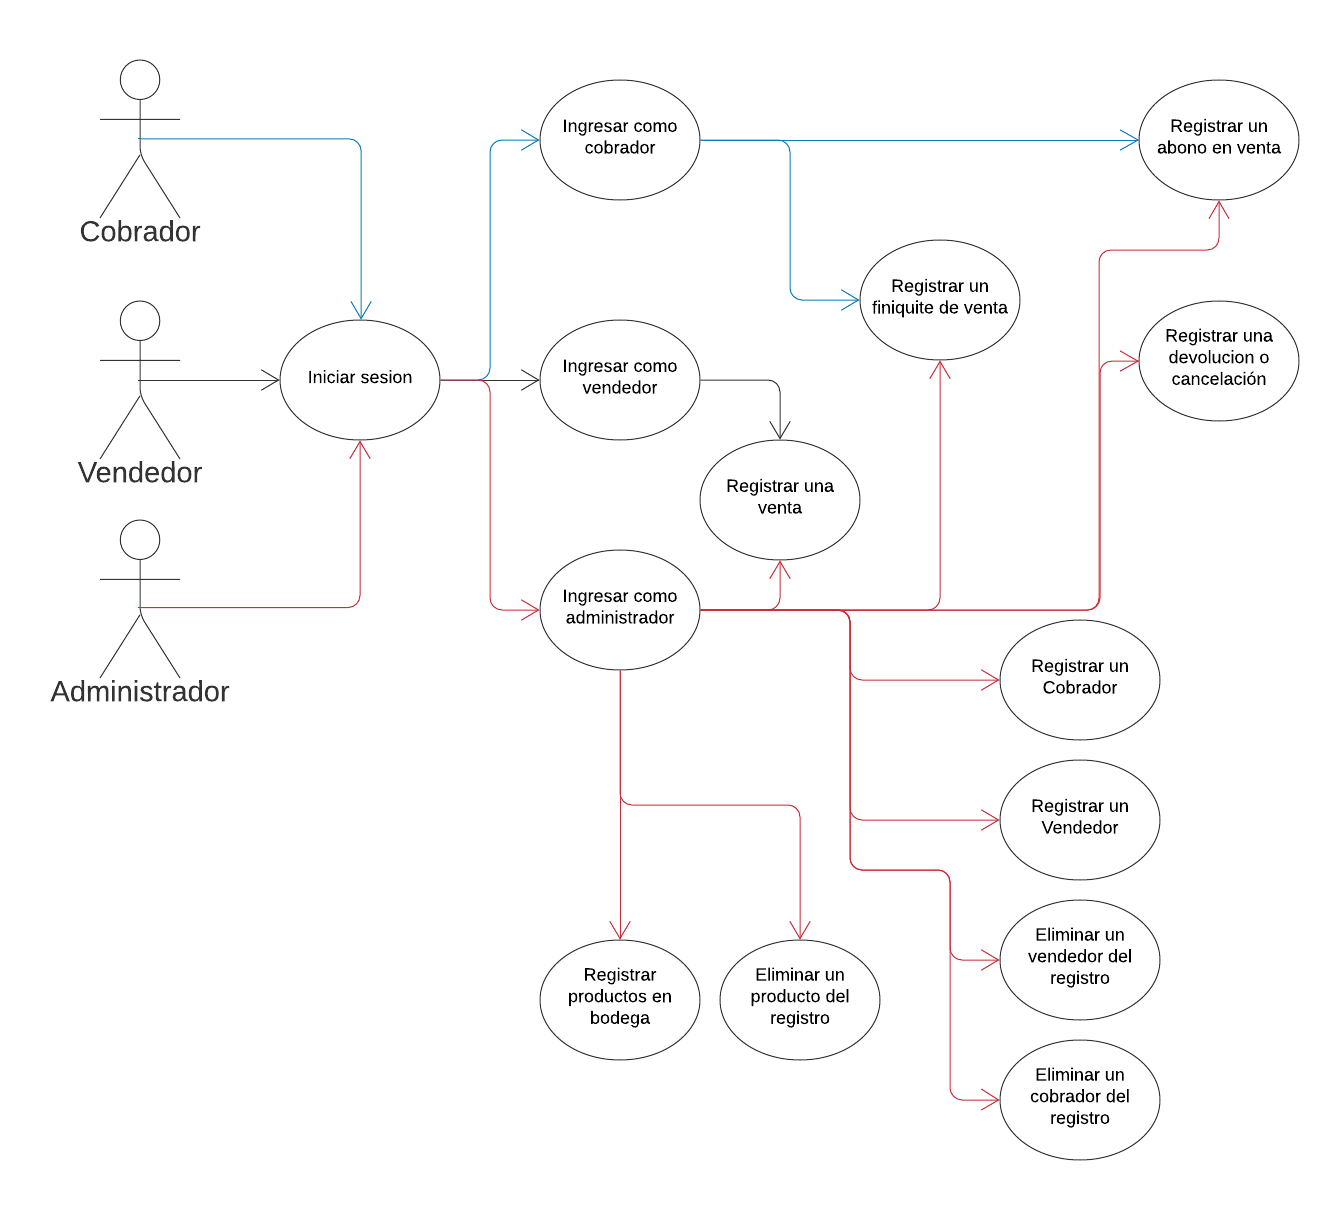 Cobrador
Vendedor
Administrador
Iniciar sesion
Ingresar como
cobrador
Ingresar como
vendedor
Ingresar como
administrador
Registrar un
abono en venta
Registrar un
finiquite de venta
Registrar una
devolucion o
cancelación
Registrar una
venta
Registrar un
Cobrador
Registrar un
Vendedor
Eliminar un
vendedor del
registro
Eliminar un
cobrador del
registro
Registrar
productos en
bodega
Eliminar un
producto del
registro